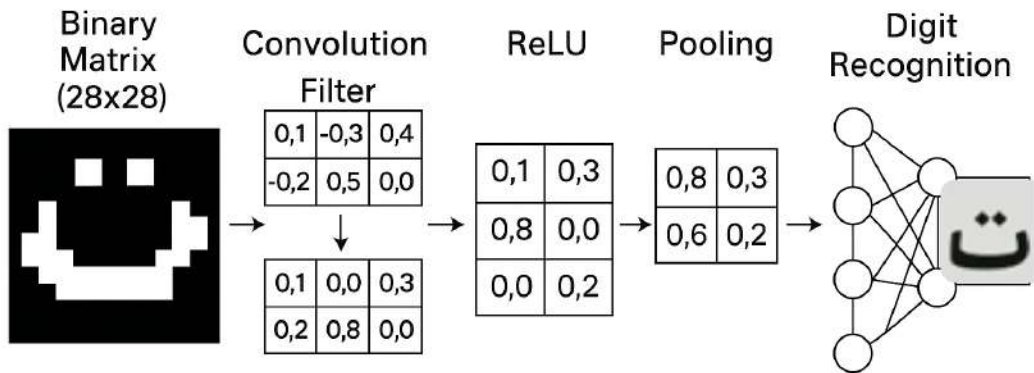 Binary
Matrix
(28x28)
Convolution
Filter
0,1 -0,3 0,4
-0,2 0,5 0,0
0,1 0,0 0,3
0,2 0,8 0,0
ReLU
0,1 0,3
0,8 0,0
0,0 0,2
Pooling
0,8 0,3
0,6 0,2
Digit
Recognition
ت